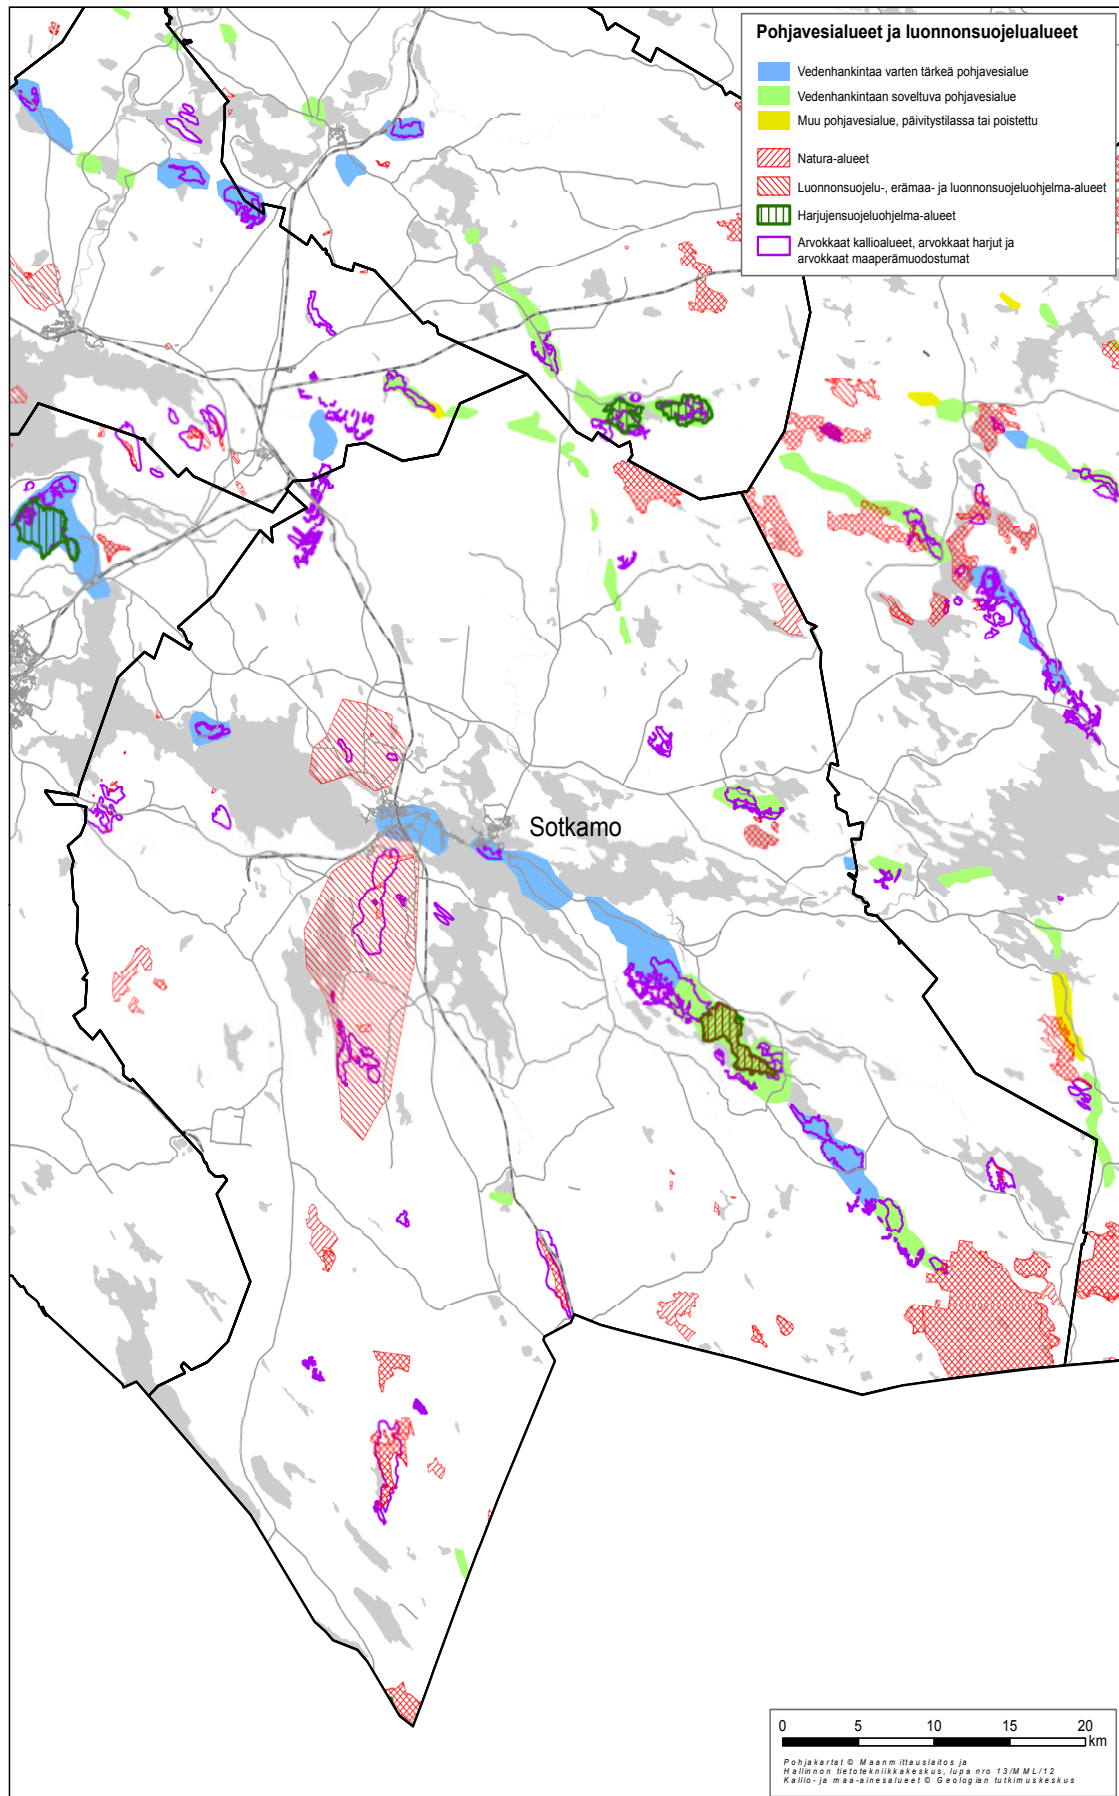 Pohjavesialueet ja luonnonsuojelualueet
Vedenhankintaa varten tärkeä pohjavesialue
Vedenhankintaan soveltuva pohjavesialue
Muu pohjavesialue, päivitystilassa tai poistettu
Natura-alueet
Luonnonsuojelu-, erämaa- ja luonnonsuojeluohjelma-alueet
Harjujensuojeluohjelma-alueet
Arvokkaat kallioalueet, arvokkaat harjut ja
arvokkaat maaperämuodostumat
Sotkamo
0 5 10 15 20
km
Pohjakartat © Maanmittauslaitos ja
Hallinnon tietotekniikkakeskus, lupa nro 13/MML/12
Kallio- ja maa-ainesalueet © Geologian tutkimuskeskus